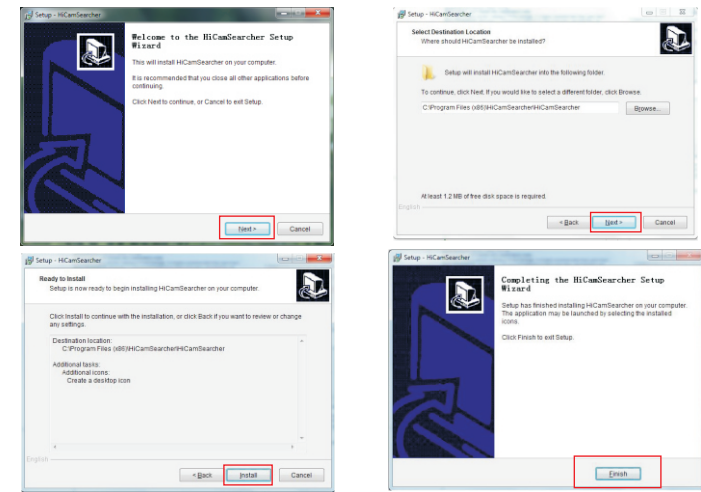 Setup - HiCamSearcher
Welcome to the HiCamSearcher Setup
Wizard
This will install HiCamSearcher on your computer.
It is recommended that you close all other applications before
continuing.
Click Next to continue, or Cancel to exit Setup.
Next >
Cancel
Setup - HiCamSearcher
Select Destination Location
Where should HiCamSearcher be installed?
Setup will install HiCamSearcher into the following folder.
To continue, click Next. If you would like to select a different folder, click Browse.
C:\Program Files (x86)\HiCamSearcher\HiCamSearcher
Browse...
At least 1.2 MB of free disk space is required.
English
< Back
Next >
Cancel
Setup - HiCamSearcher
Ready to Install
Setup is now ready to begin installing HiCamSearcher on your computer.
Click Install to continue with the installation, or click Back if you want to review or change
any settings.
Destination location:
C:\Program Files (x86)\HiCamSearcher\HiCamSearcher
Additional tasks:
Additional icons:
Create a desktop icon
English
< Back
Install
Cancel
Setup - HiCamSearcher
Completing the HiCamSearcher Setup
Wizard
Setup has finished installing HiCamSearcher on your computer.
The application may be launched by selecting the installed
icons.
Click Finish to exit Setup.
Finish